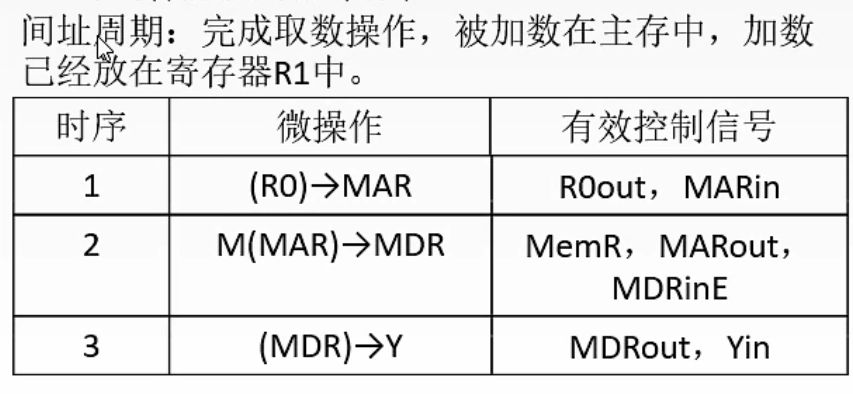 间址周期：完成取数操作，被加数在主存中，加数
已经放在寄存器R1中。
时序 微操作 有效控制信号
1 (R0)→MAR R0out，MARin
2 M(MAR)→MDR MemR，MARout，
MDRinE
3 (MDR)→Y MDRout，Yin